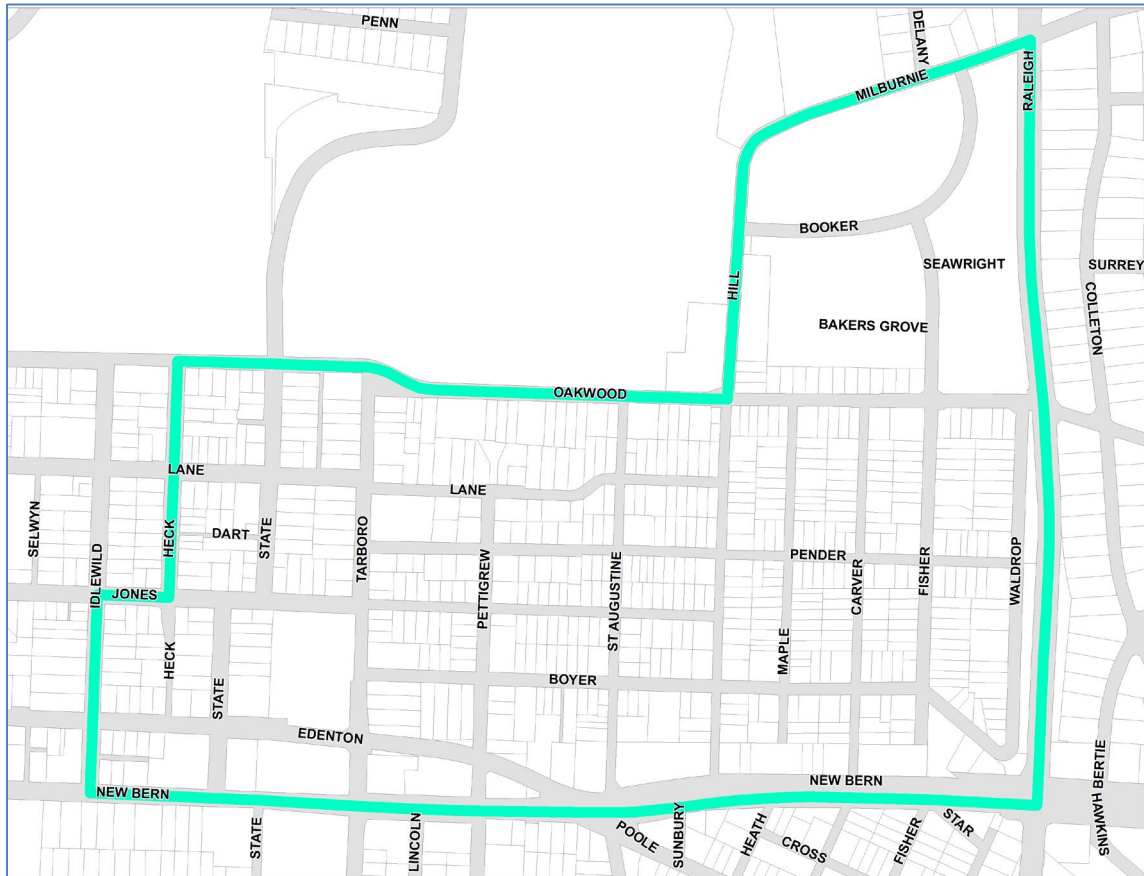 PENN
DELANY
MILBURNIE
RALEIGH
BOOKER
SEAWRIGHT
SURREY
HILL
COLLETON
BAKERS GROVE
OAKWOOD
LANE
LANE
SELWYN
IDLEWILD
HECK
DART
STATE
TARBORO
PETTIGREW
ST AUGUSTINE
PENDER
CARVER
FISHER
WALDROP
JONES
HECK
STATE
MAPLE
BOYER
EDENTON
NEW BERN
NEW BERN
BERTIE
HAWKINS
STATE
LINCOLN
POOLE
SUNBURY
HEATH
CROSS
FISHER
STAR